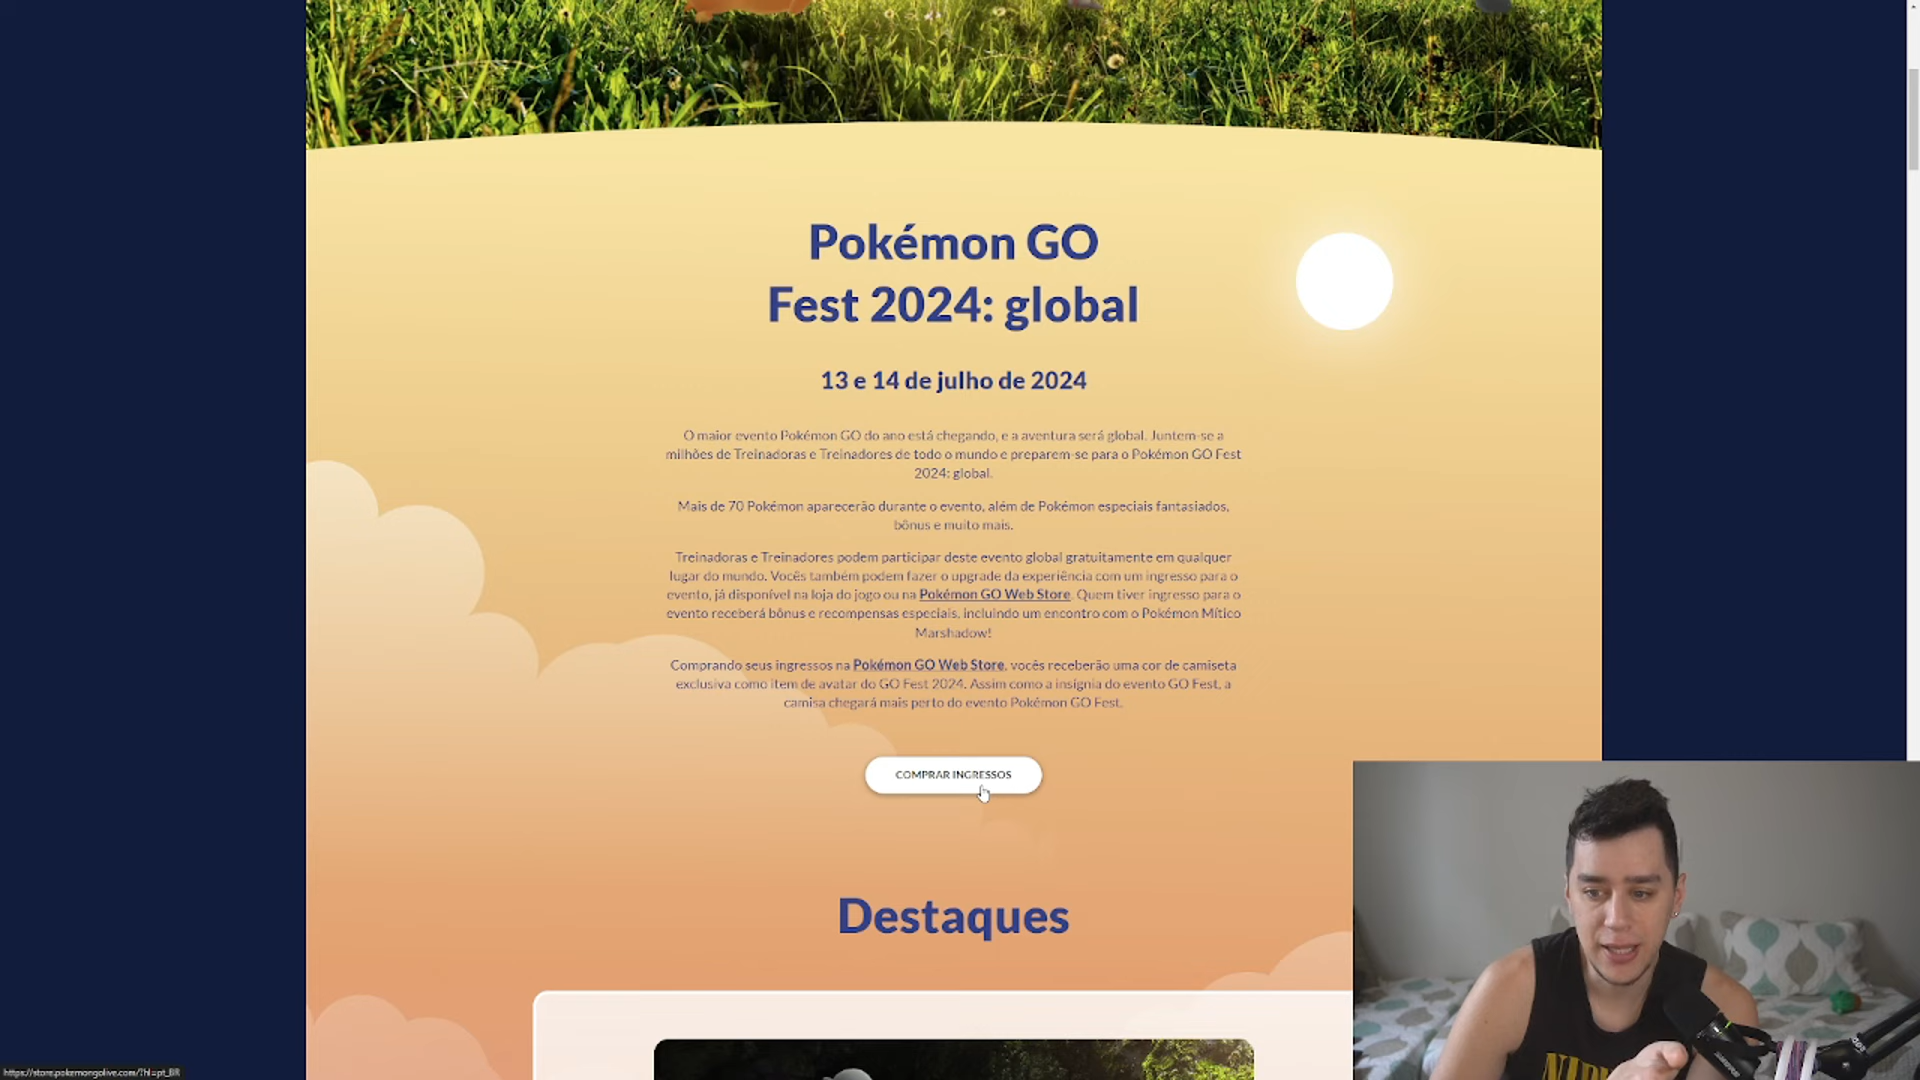 Pokémon GO
Fest 2024: global
13 e 14 de julho de 2024
O maior evento Pokémon GO do ano está chegando, e a aventura será global. Juntem-se a
milhões de Treinadoras e Treinadores de todo o mundo e preparem-se para o Pokémon GO Fest
2024: global.
Mais de 70 Pokémon aparecerão durante o evento, além de Pokémon especiais fantasiados,
bônus e muito mais.
Treinadoras e Treinadores podem participar deste evento global gratuitamente em qualquer
lugar do mundo. Vocês também podem fazer o upgrade da experiência com um ingresso para o
evento, já disponível na loja do jogo ou na Pokémon GO Web Store. Quem tiver ingresso para o
evento receberá bônus e recompensas especiais, incluindo um encontro com o Pokémon Mítico
Marshadow!
Comprando seus ingressos na Pokémon GO Web Store, vocês receberão uma cor de camiseta
exclusiva como item de avatar do GO Fest 2024. Assim como a insígnia do evento GO Fest, a
camisa chegará mais perto do evento Pokémon GO Fest.
COMPRAR INGRESSOS
Destaques
https://store.pokemongolive.com/?hl=pt_BR